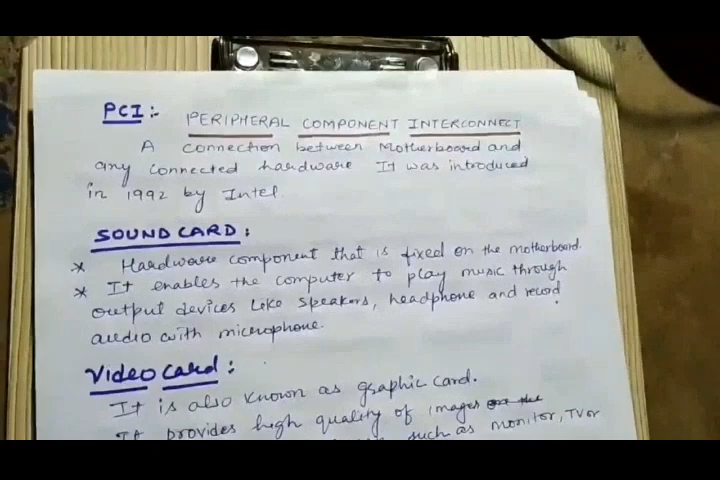 PCI:-
PERIPHERAL COMPONENT INTERCONNECT
A connection between Motherboard and
any connected hardware It was introduced
in 1992 by Intel.
SOUND CARD:
* Hardware component that is fixed on the motherboard.
* It enables the computer to play music through
output devices like speakers, headphone and record
audio with microphone.
Video Card:
It is also known as graphic card.
It provides high quality of images
such as monitor, TV or